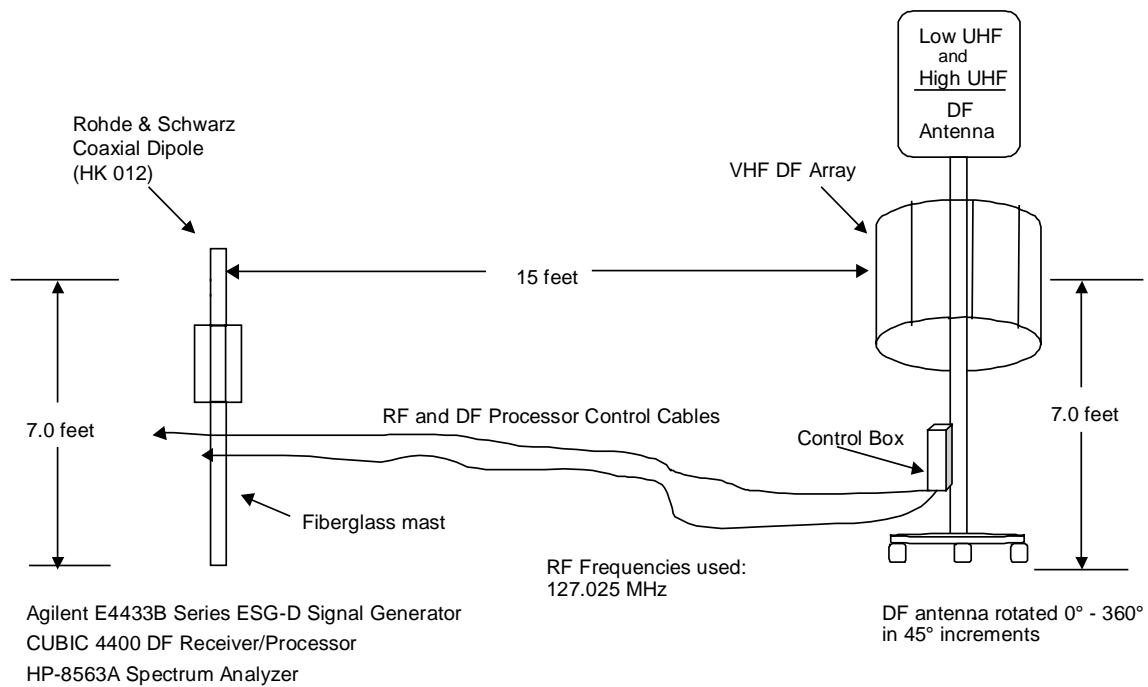 Low UHF
and
High UHF
DF
Antenna
Rohde & Schwarz
Coaxial Dipole
(HK 012)
VHF DF Array
15 feet
7.0 feet
RF and DF Processor Control Cables
Control Box
7.0 feet
Fiberglass mast
RF Frequencies used:
127.025 MHz
Agilent E4433B Series ESG-D Signal Generator
CUBIC 4400 DF Receiver/Processor
HP-8563A Spectrum Analyzer
DF antenna rotated 0° - 360°
in 45° increments